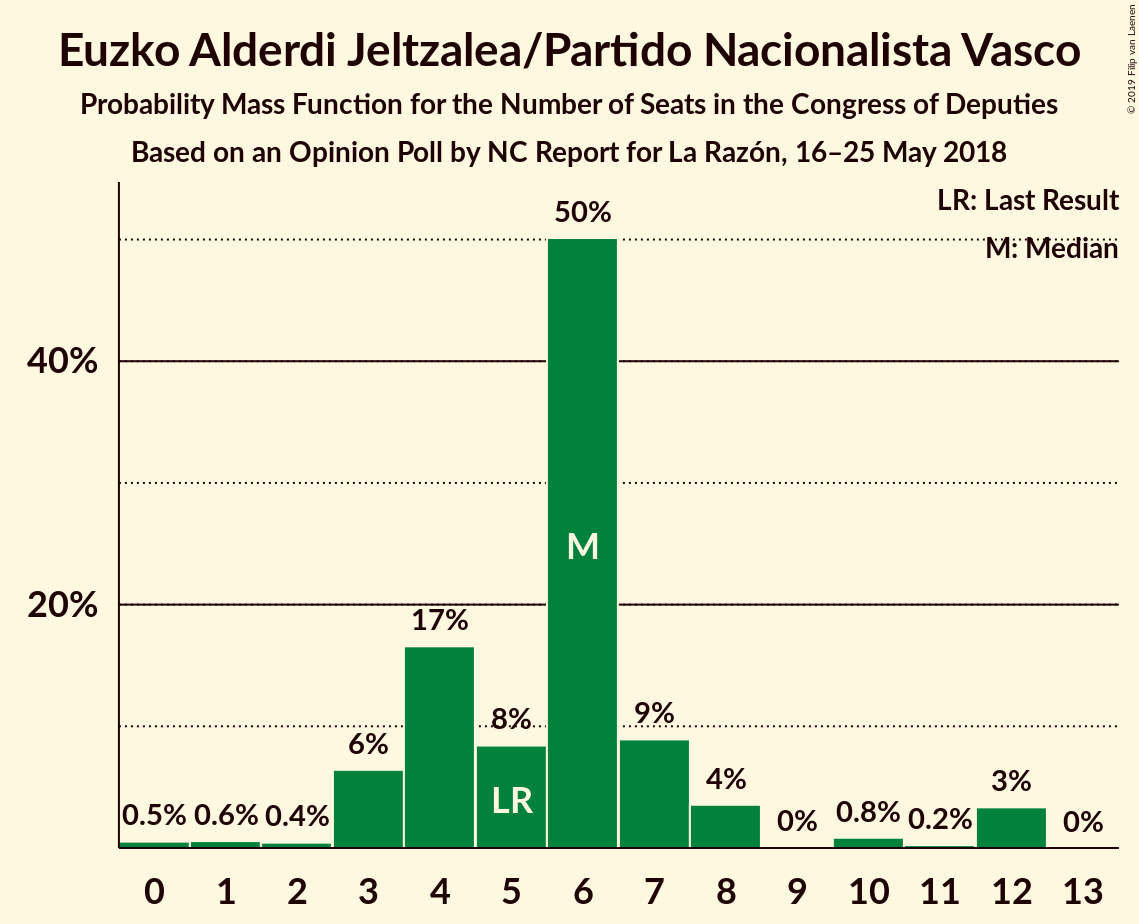 Euzko Alderdi Jeltzalea/Partido Nacionalista Vasco
Probability Mass Function for the Number of Seats in the Congress of Deputies
Based on an Opinion Poll by NC Report for La Razón, 16–25 May 2018
© 2019 Filip van Laenen
LR: Last Result
M: Median
50%
40%
M
20%
17%
8%
9%
6%
LR
4%
3%
0.5% 0.6% 0.4%
0% 0.8% 0.2% 0%
0 1 2 3 4 5 6 7 8 9 10 11 12 13